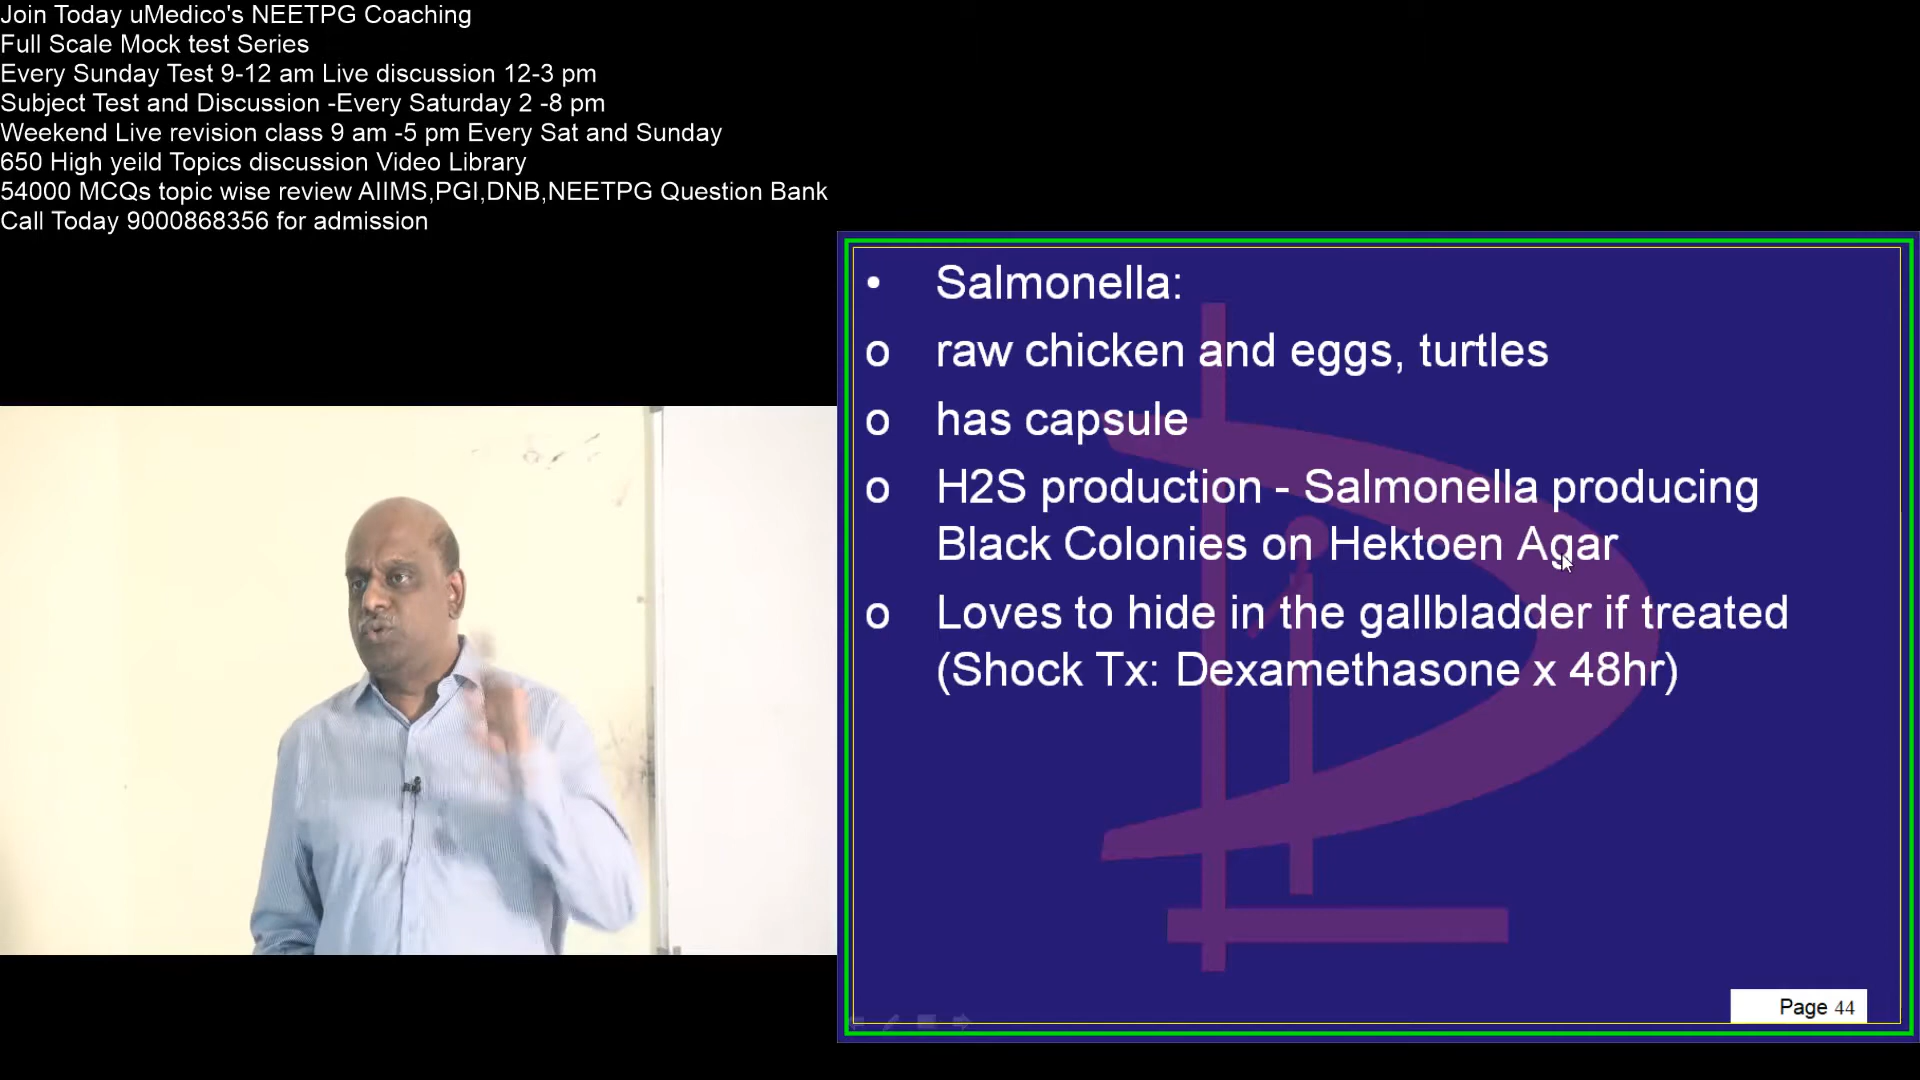 Join Today uMedico's NEETPG Coaching
Full Scale Mock test Series
Every Sunday Test 9-12 am Live discussion 12-3 pm
Subject Test and Discussion -Every Saturday 2 -8 pm
Weekend Live revision class 9 am -5 pm Every Sat and Sunday
650 High yeild Topics discussion Video Library
54000 MCQs topic wise review AIIMS,PGI,DNB,NEETPG Question Bank
Call Today 9000868356 for admission
• Salmonella:
o raw chicken and eggs, turtles
o has capsule
o H2S production - Salmonella producing
Black Colonies on Hektoen Agar
o Loves to hide in the gallbladder if treated
(Shock Tx: Dexamethasone x 48hr)
Page 44